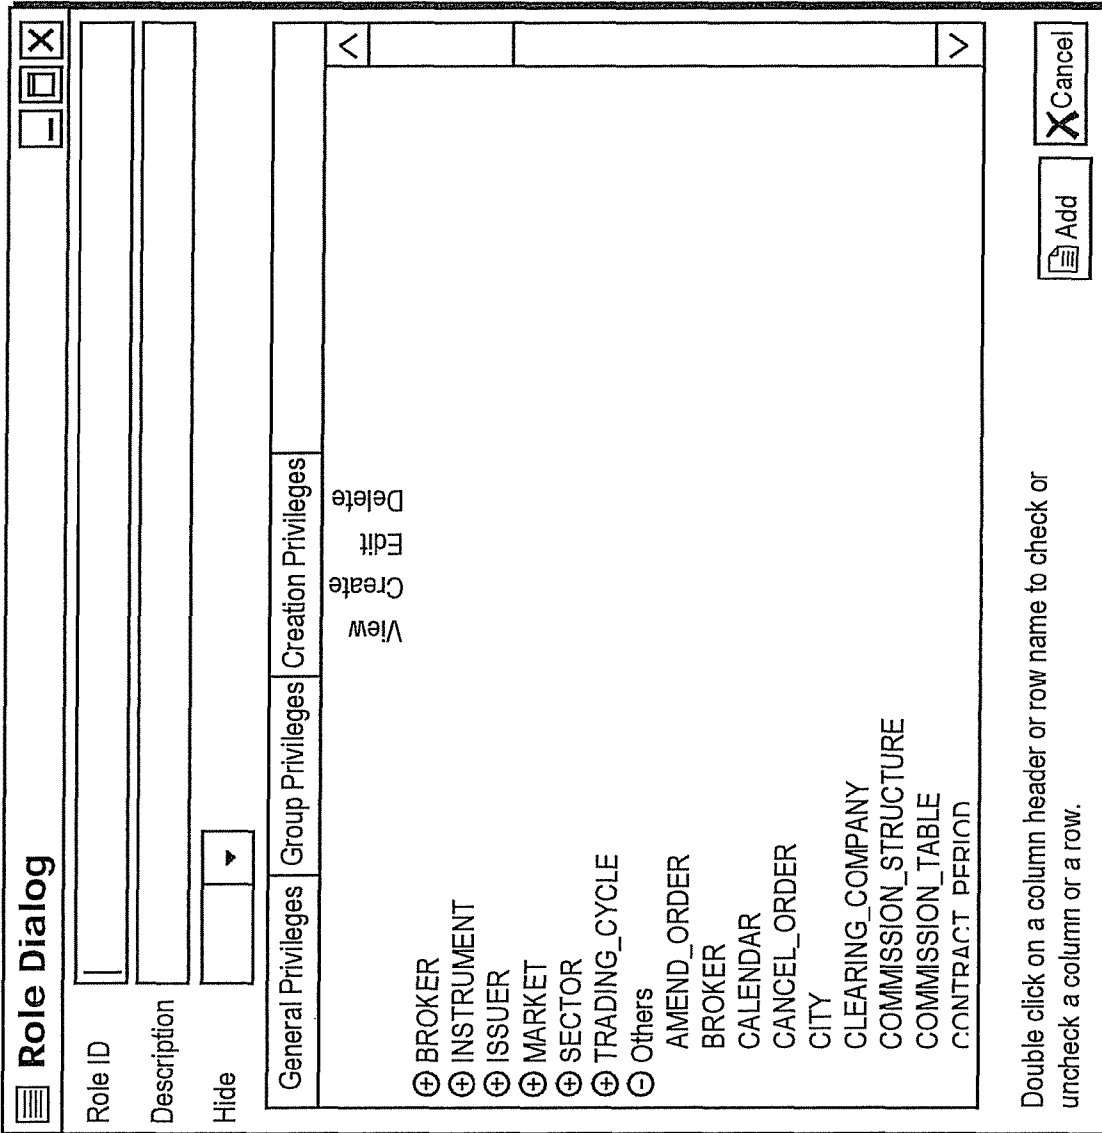 Role Dialog
Role ID
Description
Hide
General Privileges Group Privileges Creation Privileges
View Create Edit Delete
BROKER
INSTRUMENT
ISSUER
MARKET
SECTOR
TRADING_CYCLE
Others
AMEND_ORDER
BROKER
CALENDAR
CANCEL_ORDER
CITY
CLEARING_COMPANY
COMMISSION_STRUCTURE
COMMISSION_TABLE
CONTRACT_PERIOD
Double click on a column header or row name to check or
uncheck a column or a row.
Add Cancel